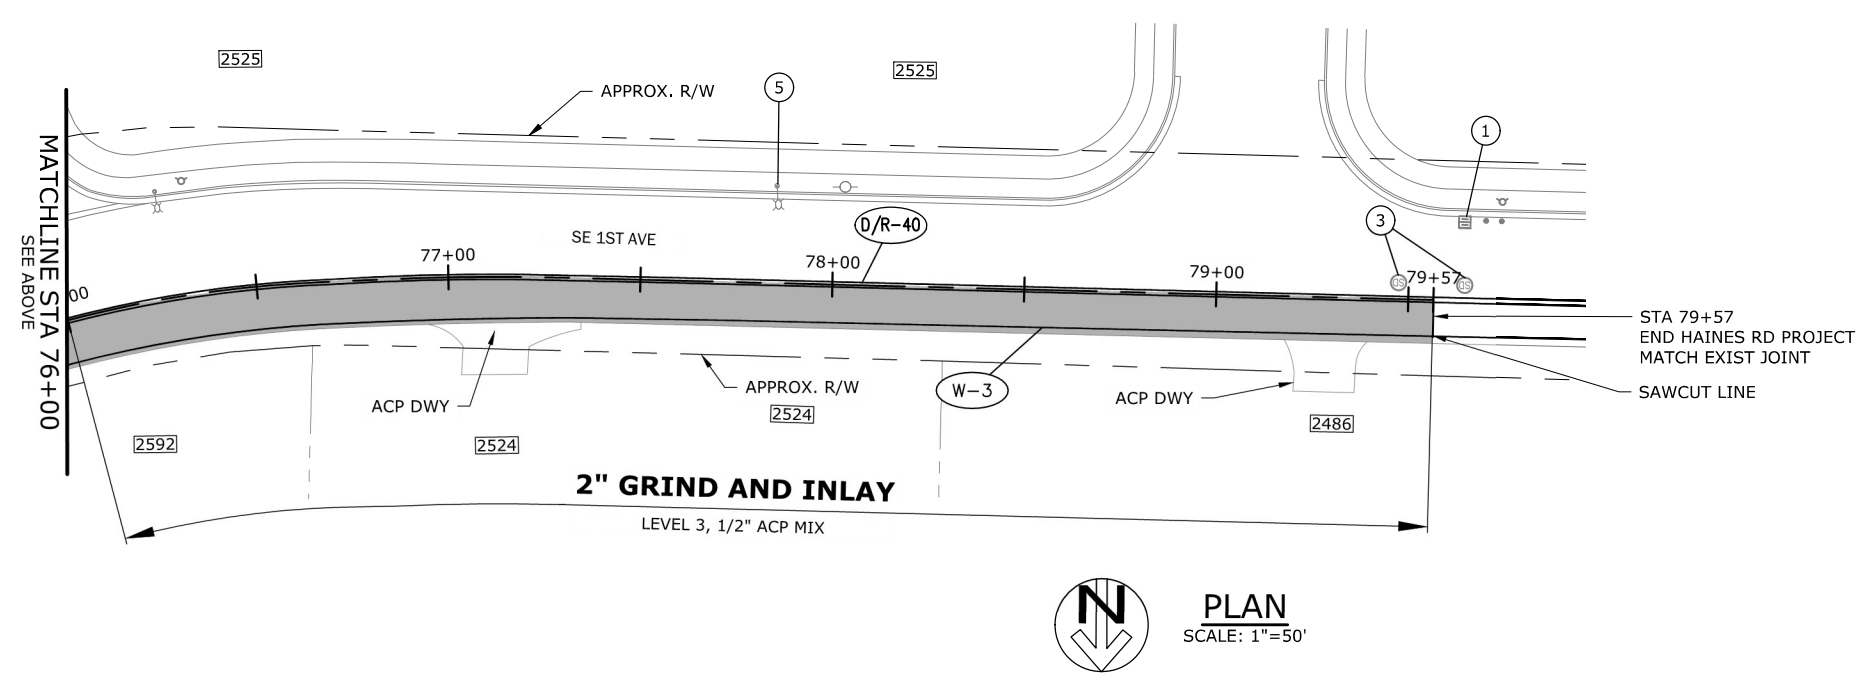 2525
2525
APPROX. R/W
5
1
MATCHLINE STA 76+00
SEE ABOVE
3
D/R-40
SE 1ST AVE
77+00
78+00
79+00
79+57
SD
SD
00
STA 79+57
END HAINES RD PROJECT
MATCH EXIST JOINT
SAWCUT LINE
ACP DWY
APPROX. R/W
W-3
ACP DWY
2524
2592
2524
2486
2" GRIND AND INLAY
LEVEL 3, 1/2" ACP MIX
N
PLAN
SCALE: 1"=50'